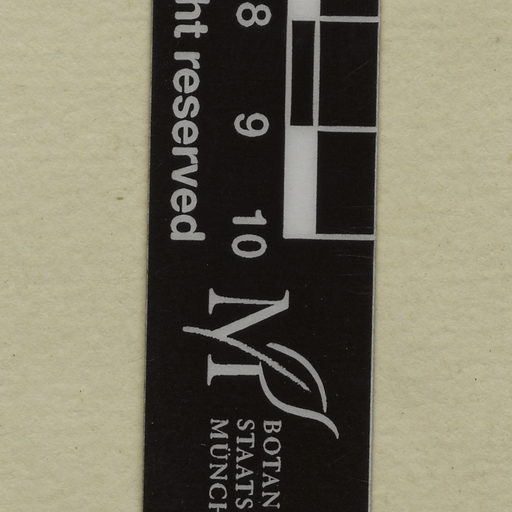 ht reserved
8 9 10
M
BOTAN
STAATS
MÜNCH